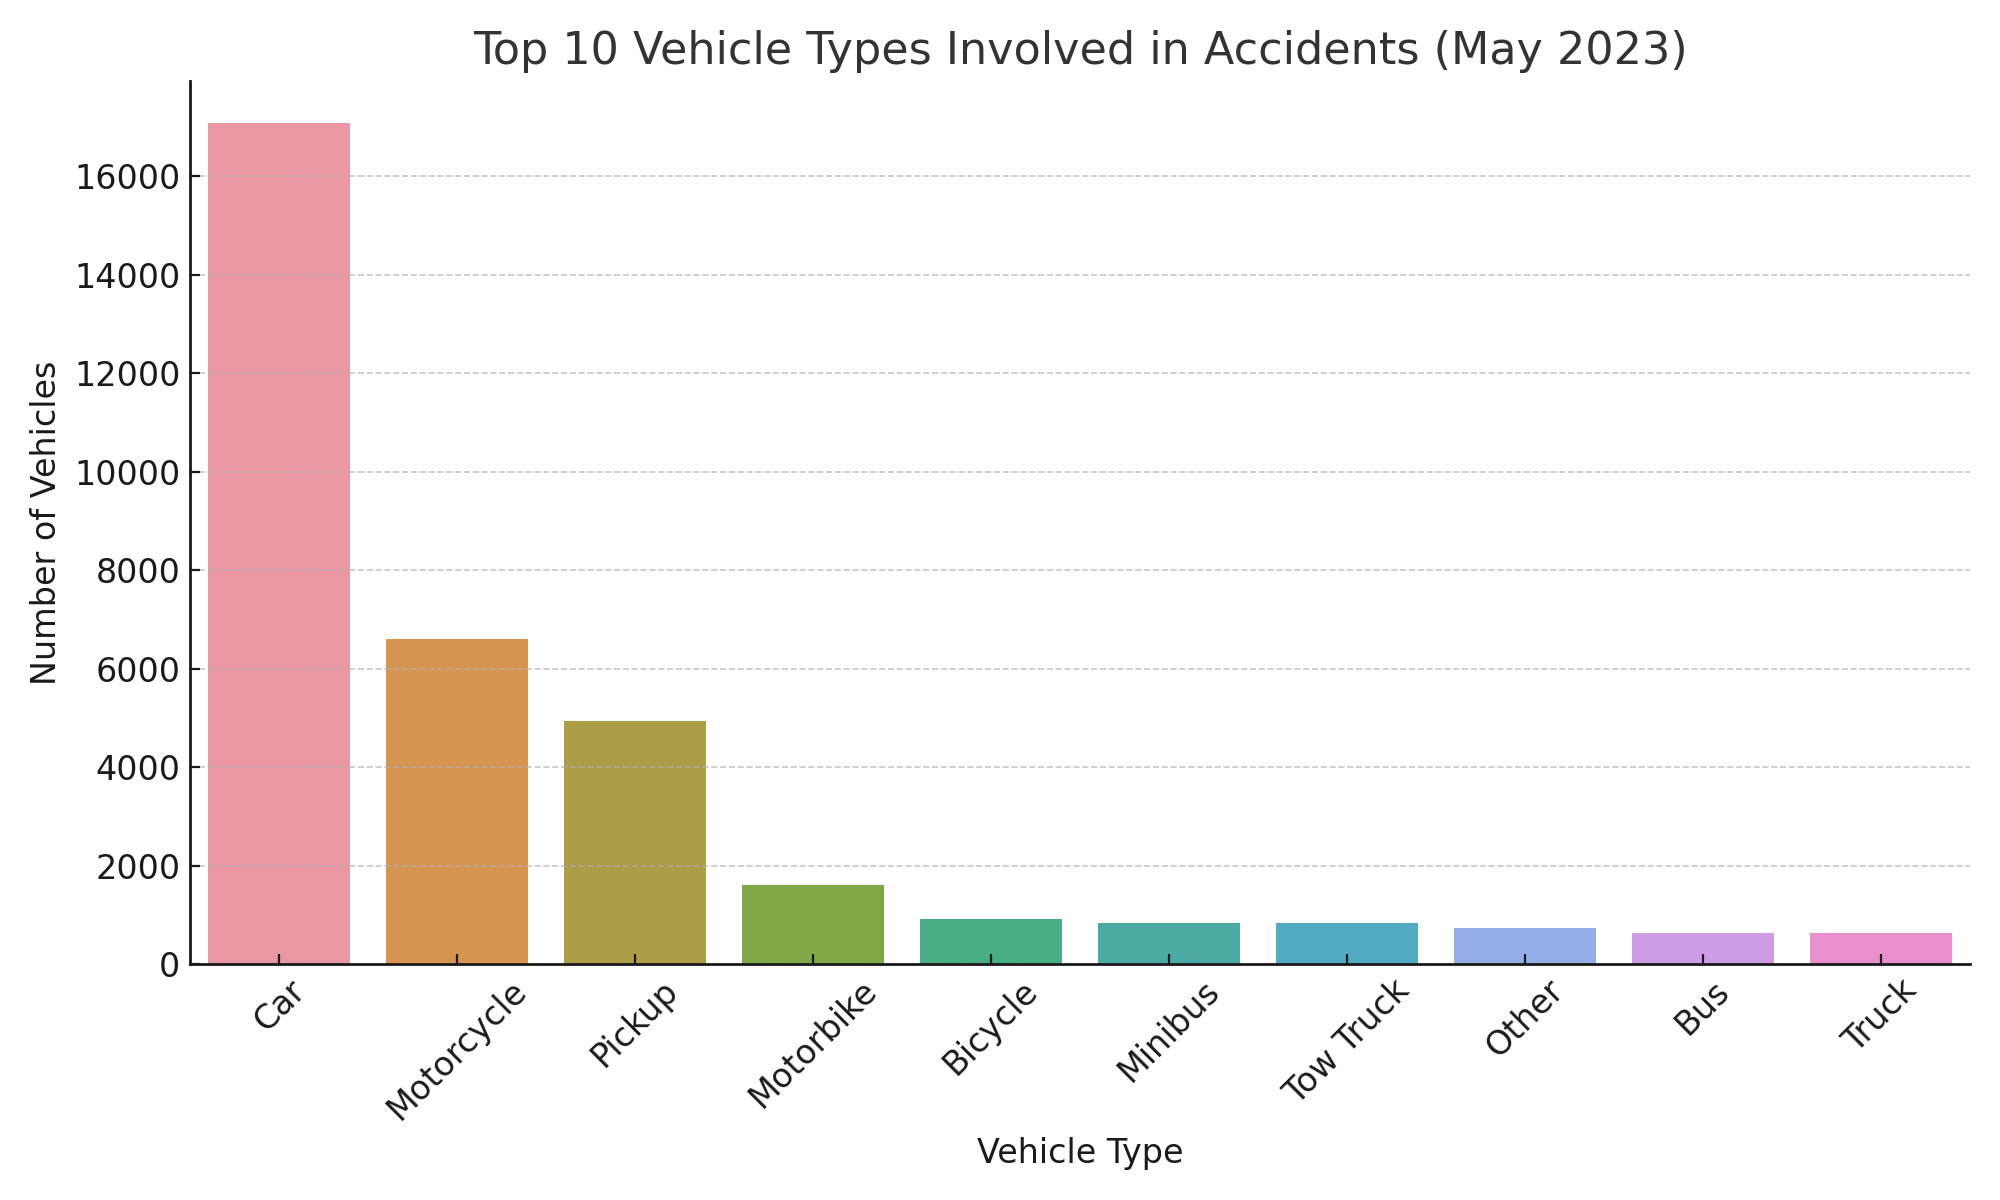 Top 10 Vehicle Types Involved in Accidents (May 2023)
Number of Vehicles
16000
14000
12000
10000
8000
6000
4000
2000
0
Car
Motorcycle
Pickup
Motorbike
Bicycle
Minibus
Tow Truck
Other
Bus
Truck
Vehicle Type